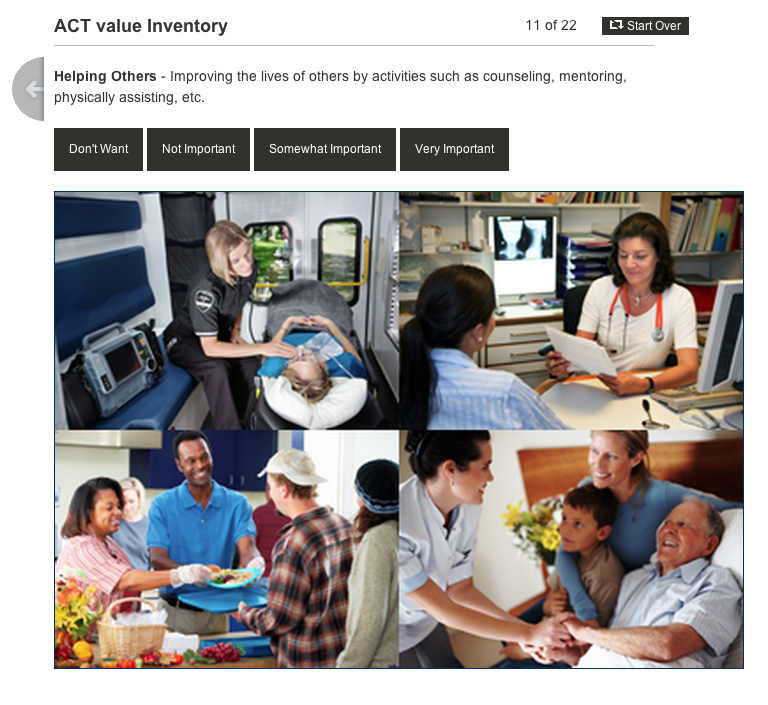 ACT value Inventory
11 of 22
Start Over
Helping Others - Improving the lives of others by activities such as counseling, mentoring,
physically assisting, etc.
Don't Want
Not Important
Somewhat Important
Very Important